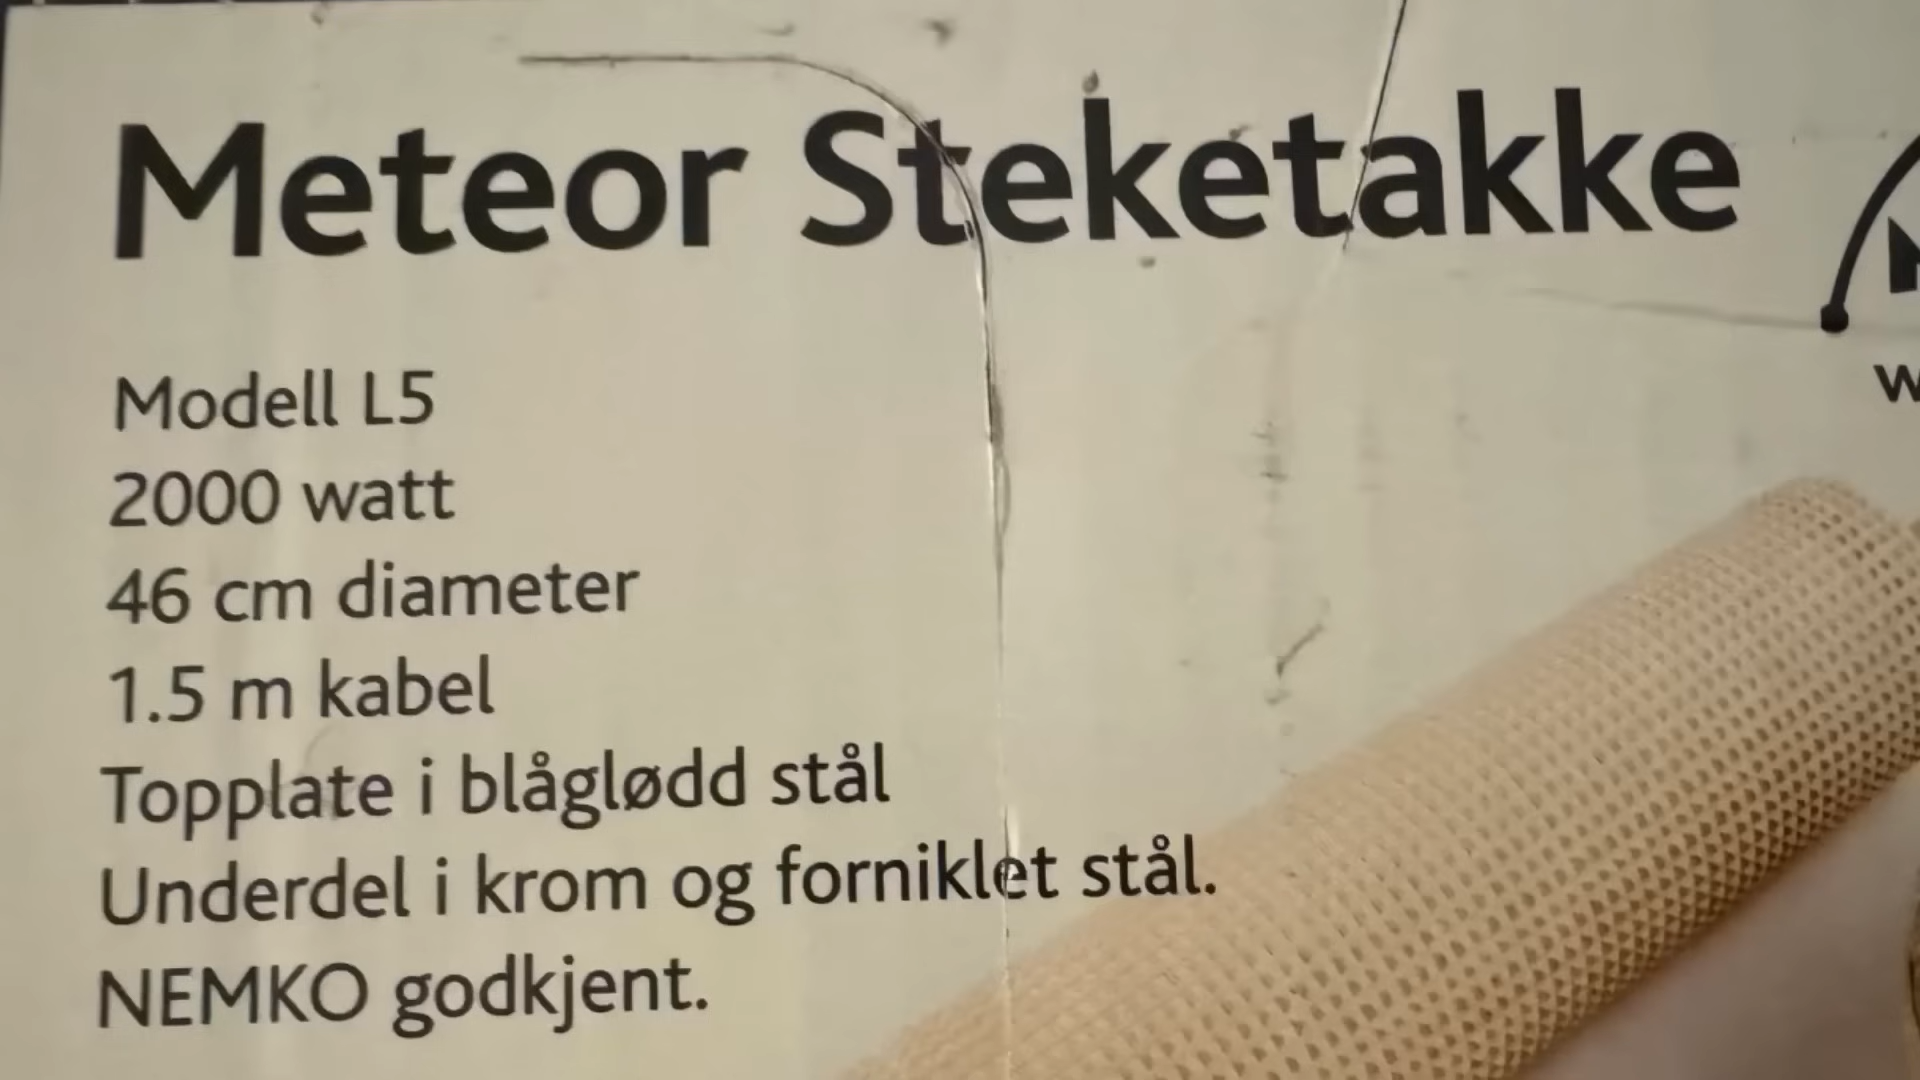 Meteor Steketakke
Modell L5
2000 watt
46 cm diameter
1.5 m kabel
Topplate i blåglødd stål
Underdel i krom og forniklet stål.
NEMKO godkjent.